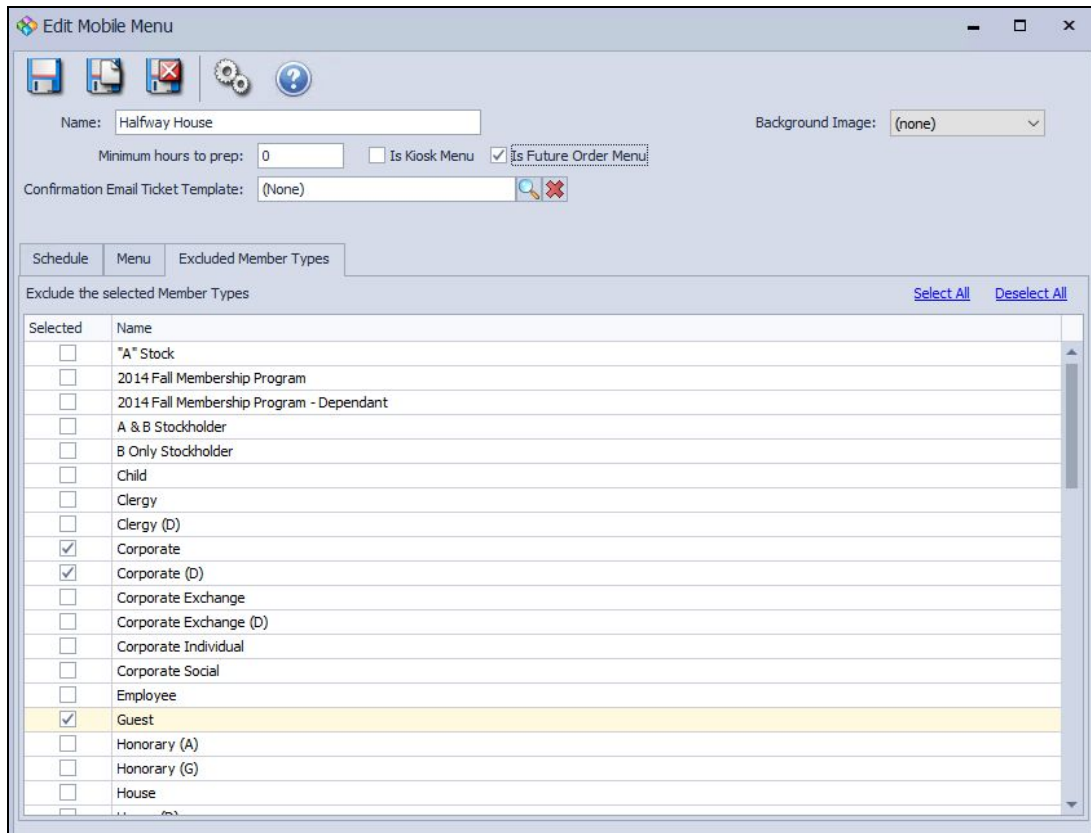 Edit Mobile Menu
Name: Halfway House Background Image: (none)
Minimum hours to prep: 0 Is Kiosk Menu Is Future Order Menu
Confirmation Email Ticket Template: (None)
Schedule Menu Excluded Member Types
Exclude the selected Member Types Select All Deselect All
Selected Name
"A" Stock
2014 Fall Membership Program
2014 Fall Membership Program - Dependant
A & B Stockholder
B Only Stockholder
Child
Clergy
Clergy (D)
Corporate
Corporate (D)
Corporate Exchange
Corporate Exchange (D)
Corporate Individual
Corporate Social
Employee
Guest
Honorary (A)
Honorary (G)
House